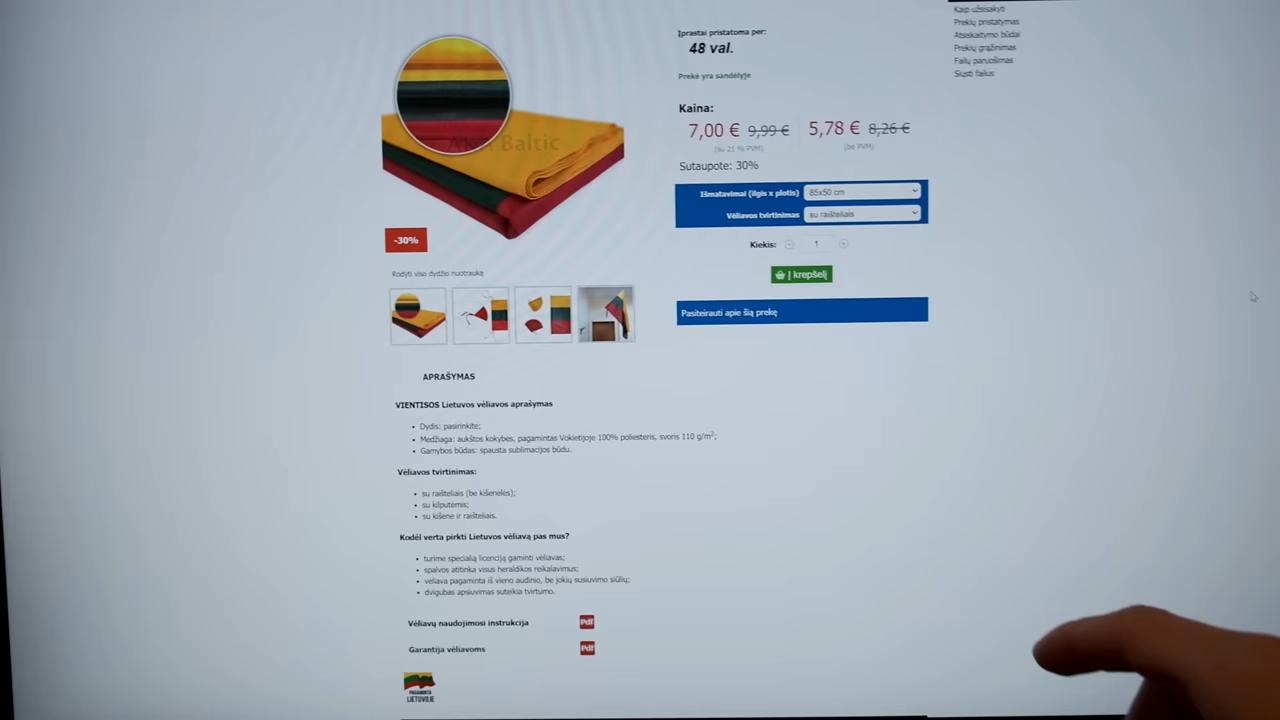 Kaip užsisakyti
Prekių pristatymas
Atsiskaitymo būdai
Prekių grąžinimas
Failų paruošimas
Siųsti failus
Įprastai pristatoma per:
48 val.
Prekė yra sandėlyje
Kaina:
7,00 € 9,99 € 5,78 € 8,26 €
(su 21 % PVM) (be PVM)
Sutaupote: 30%
Išmatavimai (ilgis x plotis) 85x50 cm
Vėliavos tvirtinimas su raišteliais
Kiekis: 1
Į krepšelį
Pasiteirauti apie šią prekę
Baltic
-30%
Rodyti viso dydžio nuotrauką
APRAŠYMAS
VIENTISOS Lietuvos vėliavos aprašymas
• Dydis: pasirinkite;
• Medžiaga: aukštos kokybės, pagamintas Vokietijoje 100% poliesteris, svoris 110 g/m²;
• Gamybos būdas: spausta sublimacijos būdu.
Vėliavos tvirtinimas:
• su raišteliais (be kišenėlės);
• su kilputėmis;
• su kišene ir raišteliais.
Kodėl verta pirkti Lietuvos vėliavą pas mus?
• turime specialią licenciją gaminti vėliavas;
• spalvos atitinka visus heraldikos reikalavimus;
• vėliava pagaminta iš vieno audinio, be jokių susiuvimo siūlių;
• dvigubas apsiuvimas suteikia tvirtumo.
Vėliavų naudojimosi instrukcija Pdf
Garantija vėliavoms Pdf
PAGAMINTA
LIETUVOJE